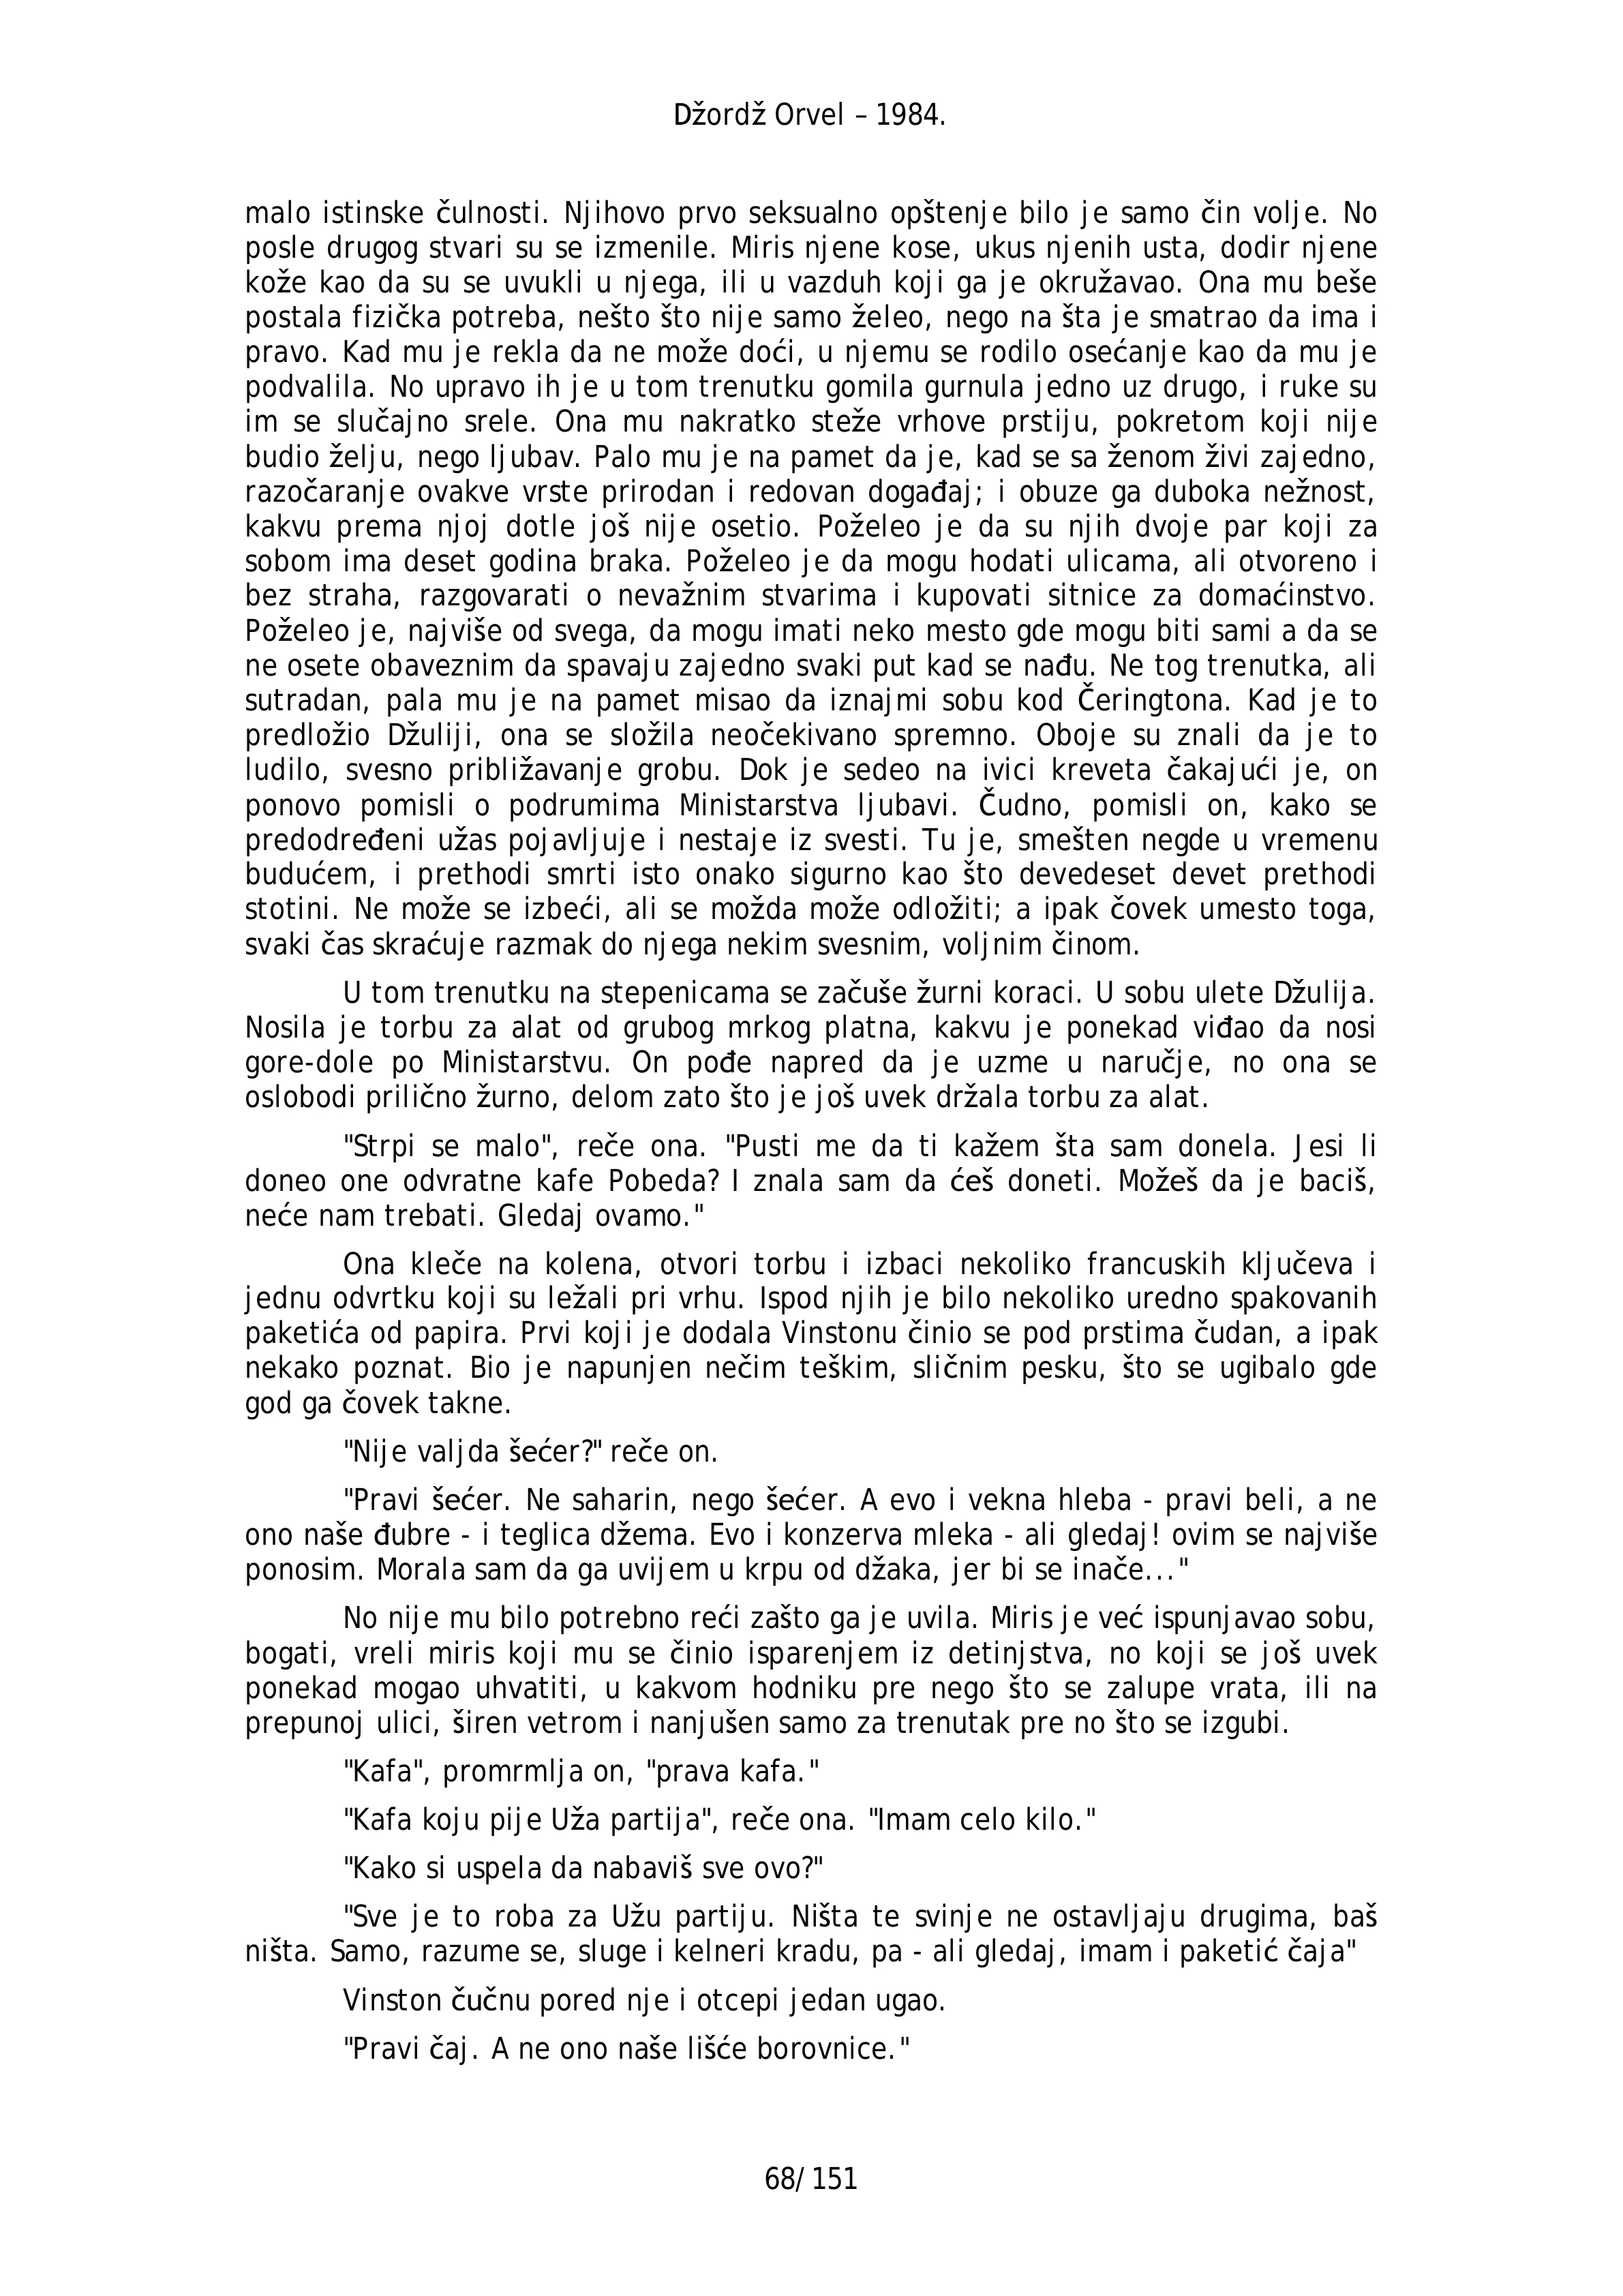 Džordž Orvel – 1984.
malo istinske čulnosti. Njihovo prvo seksualno opštenje bilo je samo čin volje. No
posle drugog stvari su se izmenile. Miris njene kose, ukus njenih usta, dodir njene
kože kao da su se uvukli u njega, ili u vazduh koji ga je okružavao. Ona mu beše
postala fizička potreba, nešto što nije samo želeo, nego na šta je smatrao da ima i
pravo. Kad mu je rekla da ne može doći, u njemu se rodilo osećanje kao da mu je
podvalila. No upravo ih je u tom trenutku gomila gurnula jedno uz drugo, i ruke su
im se slučajno srele. Ona mu nakratko steže vrhove prstiju, pokretom koji nije
budio želju, nego ljubav. Palo mu je na pamet da je, kad se sa ženom živi zajedno,
razočaranje ovakve vrste prirodan i redovan događaj; i obuze ga duboka nežnost,
kakvu prema njoj dotle još nije osetio. Poželeo je da su njih dvoje par koji za
sobom ima deset godina braka. Poželeo je da mogu hodati ulicama, ali otvoreno i
bez straha, razgovarati o nevažnim stvarima i kupovati sitnice za domaćinstvo.
Poželeo je, najviše od svega, da mogu imati neko mesto gde mogu biti sami a da se
ne osete obaveznim da spavaju zajedno svaki put kad se nađu. Ne tog trenutka, ali
sutradan, pala mu je na pamet misao da iznajmi sobu kod Čeringtona. Kad je to
predložio Džuliji, ona se složila neočekivano spremno. Oboje su znali da je to
ludilo, svesno približavanje grobu. Dok je sedeo na ivici kreveta čakajući je, on
ponovo pomisli o podrumima Ministarstva ljubavi. Čudno, pomisli on, kako se
predodređeni užas pojavljuje i nestaje iz svesti. Tu je, smešten negde u vremenu
budućem, i prethodi smrti isto onako sigurno kao što devedeset devet prethodi
stotini. Ne može se izbeći, ali se možda može odložiti; a ipak čovek umesto toga,
svaki čas skraćuje razmak do njega nekim svesnim, voljnim činom.
U tom trenutku na stepenicama se začuše žurni koraci. U sobu ulete Džulija.
Nosila je torbu za alat od grubog mrkog platna, kakvu je ponekad viđao da nosi
gore-dole po Ministarstvu. On pođe napred da je uzme u naručje, no ona se
oslobodi prilično žurno, delom zato što je još uvek držala torbu za alat.
"Strpi se malo", reče ona. "Pusti me da ti kažem šta sam donela. Jesi li
doneo one odvratne kafe Pobeda? I znala sam da ćeš doneti. Možeš da je baciš,
neće nam trebati. Gledaj ovamo."
Ona kleče na kolena, otvori torbu i izbaci nekoliko francuskih ključeva i
jednu odvrtku koji su ležali pri vrhu. Ispod njih je bilo nekoliko uredno spakovanih
paketića od papira. Prvi koji je dodala Vinstonu činio se pod prstima čudan, a ipak
nekako poznat. Bio je napunjen nečim teškim, sličnim pesku, što se ugibalo gde
god ga čovek takne.
"Nije valjda šećer?" reče on.
"Pravi šećer. Ne saharin, nego šećer. A evo i vekna hleba - pravi beli, a ne
ono naše đubre - i teglica džema. Evo i konzerva mleka - ali gledaj! ovim se najviše
ponosim. Morala sam da ga uvijem u krpu od džaka, jer bi se inače..."
No nije mu bilo potrebno reći zašto ga je uvila. Miris je već ispunjavao sobu,
bogati, vreli miris koji mu se činio isparenjem iz detinjstva, no koji se još uvek
ponekad mogao uhvatiti, u kakvom hodniku pre nego što se zalupe vrata, ili na
prepunoj ulici, širen vetrom i nanjušen samo za trenutak pre no što se izgubi.
"Kafa", promrmlja on, "prava kafa."
"Kafa koju pije Uža partija", reče ona. "Imam celo kilo."
"Kako si uspela da nabaviš sve ovo?"
"Sve je to roba za Užu partiju. Ništa te svinje ne ostavljaju drugima, baš
ništa. Samo, razume se, sluge i kelneri kradu, pa - ali gledaj, imam i paketić čaja"
Vinston čučnu pored nje i otcepi jedan ugao.
"Pravi čaj. A ne ono naše lišće borovnice."
68/ 151